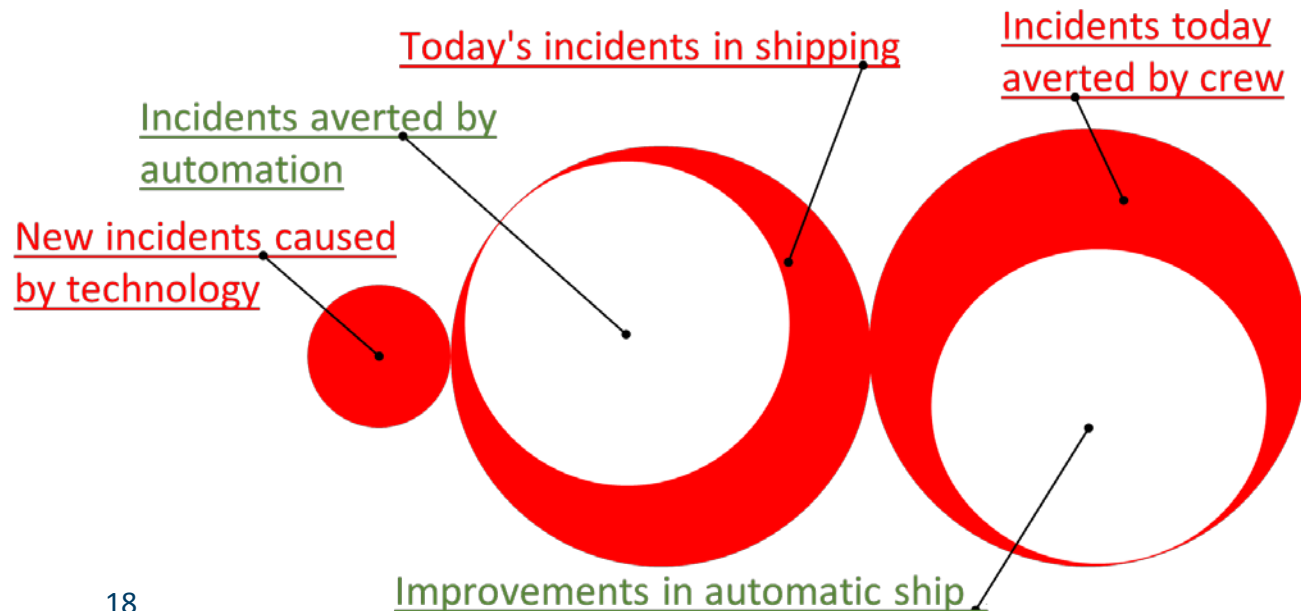 Today's incidents in shipping
Incidents today
averted by crew
Incidents averted by
automation
New incidents caused
by technology
Improvements in automatic ship
18